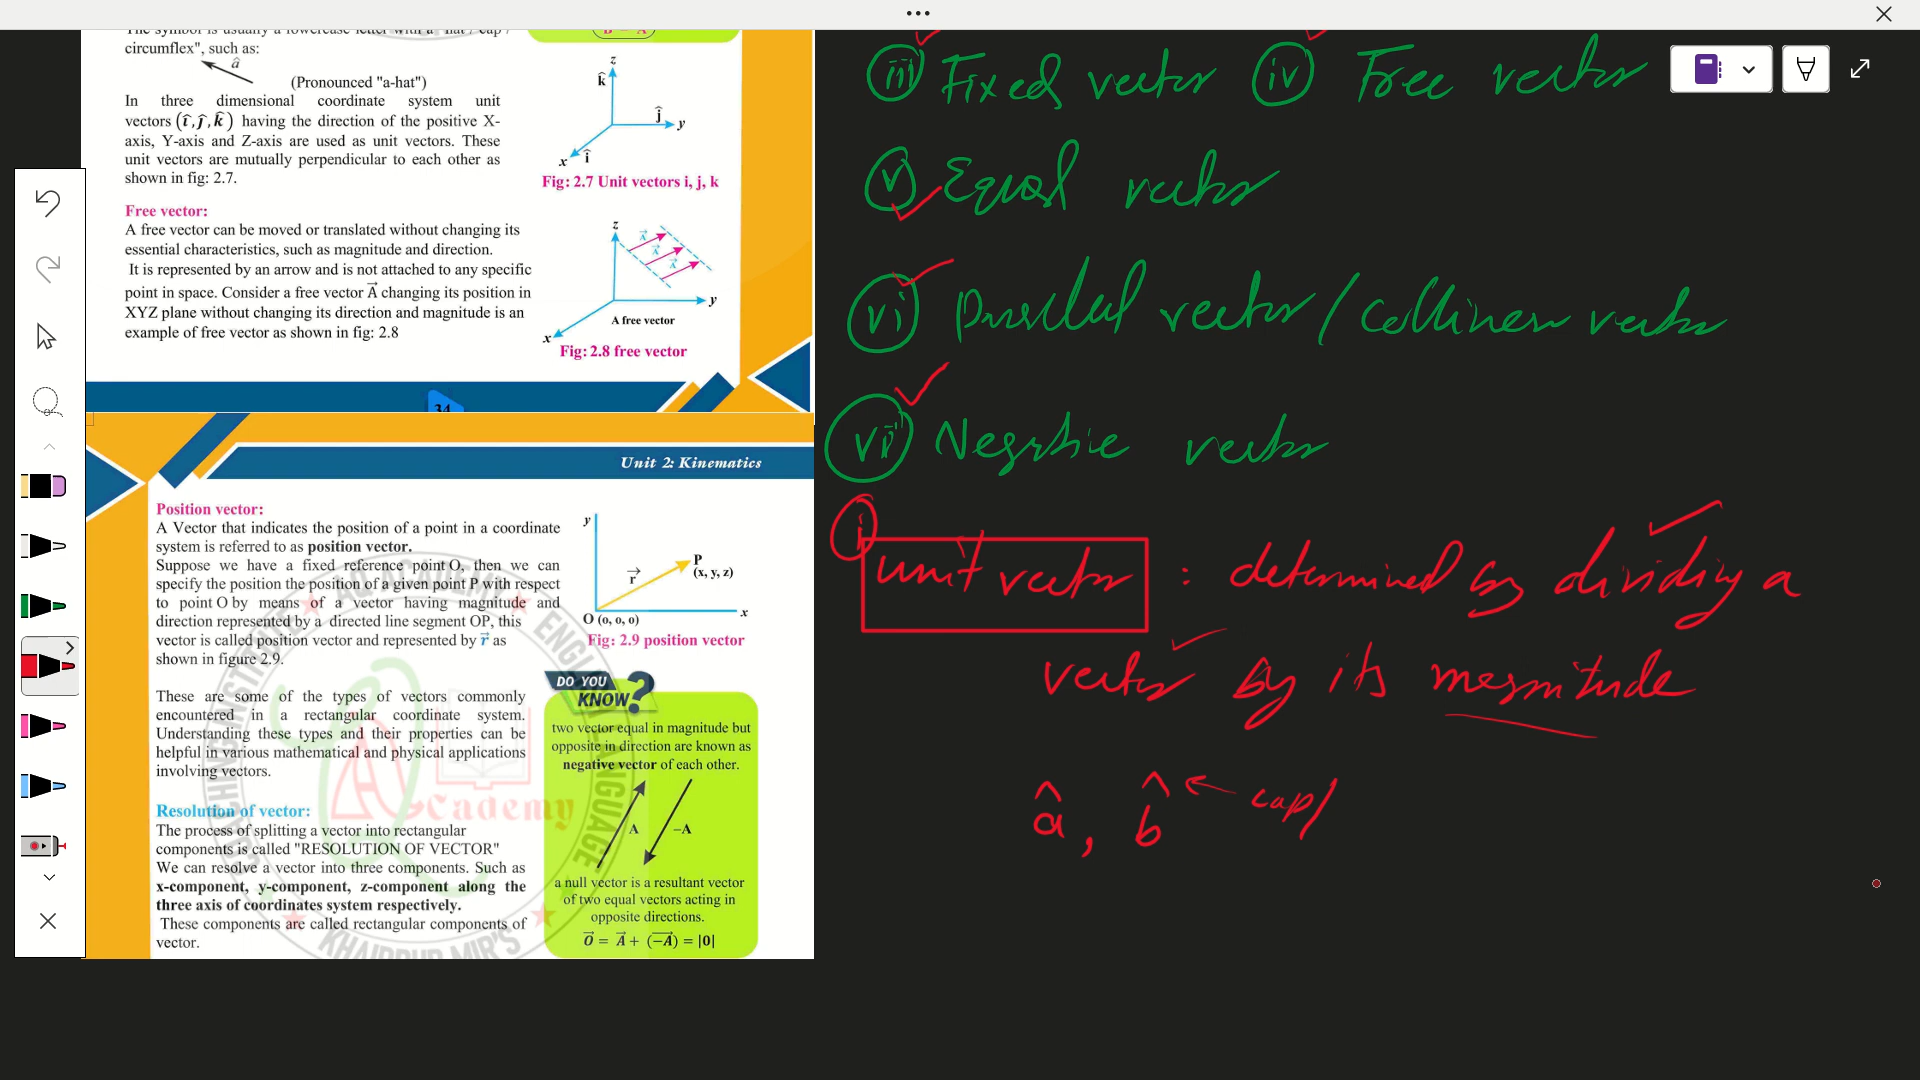 circumflex", such as:
â
(Pronounced "a-hat")
In three dimensional coordinate system unit
vectors (î, ĵ, k̂) having the direction of the positive X-
axis, Y-axis and Z-axis are used as unit vectors. These
unit vectors are mutually perpendicular to each other as
shown in fig: 2.7.
z
k̂
ĵ
y
x
î
Fig: 2.7 Unit vectors i, j, k
Free vector:
A free vector can be moved or translated without changing its
essential characteristics, such as magnitude and direction.
It is represented by an arrow and is not attached to any specific
point in space. Consider a free vector A⃗ changing its position in
XYZ plane without changing its direction and magnitude is an
example of free vector as shown in fig: 2.8
z
A⃗
A⃗
A⃗
y
x
A free vector
Fig: 2.8 free vector
34
Unit 2: Kinematics
Position vector:
A Vector that indicates the position of a point in a coordinate
system is referred to as position vector.
Suppose we have a fixed reference point O, then we can
specify the position the position of a given point P with respect
to point O by means of a vector having magnitude and
direction represented by a directed line segment OP, this
vector is called position vector and represented by r⃗ as
shown in figure 2.9.
y
r⃗
P
(x, y, z)
x
O (o, o, o)
Fig: 2.9 position vector
These are some of the types of vectors commonly
encountered in a rectangular coordinate system.
Understanding these types and their properties can be
helpful in various mathematical and physical applications
involving vectors.
Resolution of vector:
The process of splitting a vector into rectangular
components is called "RESOLUTION OF VECTOR"
We can resolve a vector into three components. Such as
x-component, y-component, z-component along the
three axis of coordinates system respectively.
These components are called rectangular components of
vector.
DO YOU
KNOW?
two vector equal in magnitude but
opposite in direction are known as
negative vector of each other.
A
-A
a null vector is a resultant vector
of two equal vectors acting in
opposite directions.
O⃗ = A⃗ + (−A⃗) = |0|
AQ ACADEMY
ENGLISH LANGUAGE
COACHING INSTITUTE
KHAIRPUR MIR'S
Academy
iii Fixed vector iv Free vector
v Equal vector
vi Parallel vector / Collinear vector
vii Negative vector
i
unit vector : determined by dividing a
vector by its magnitude
â, b̂ ← cap/